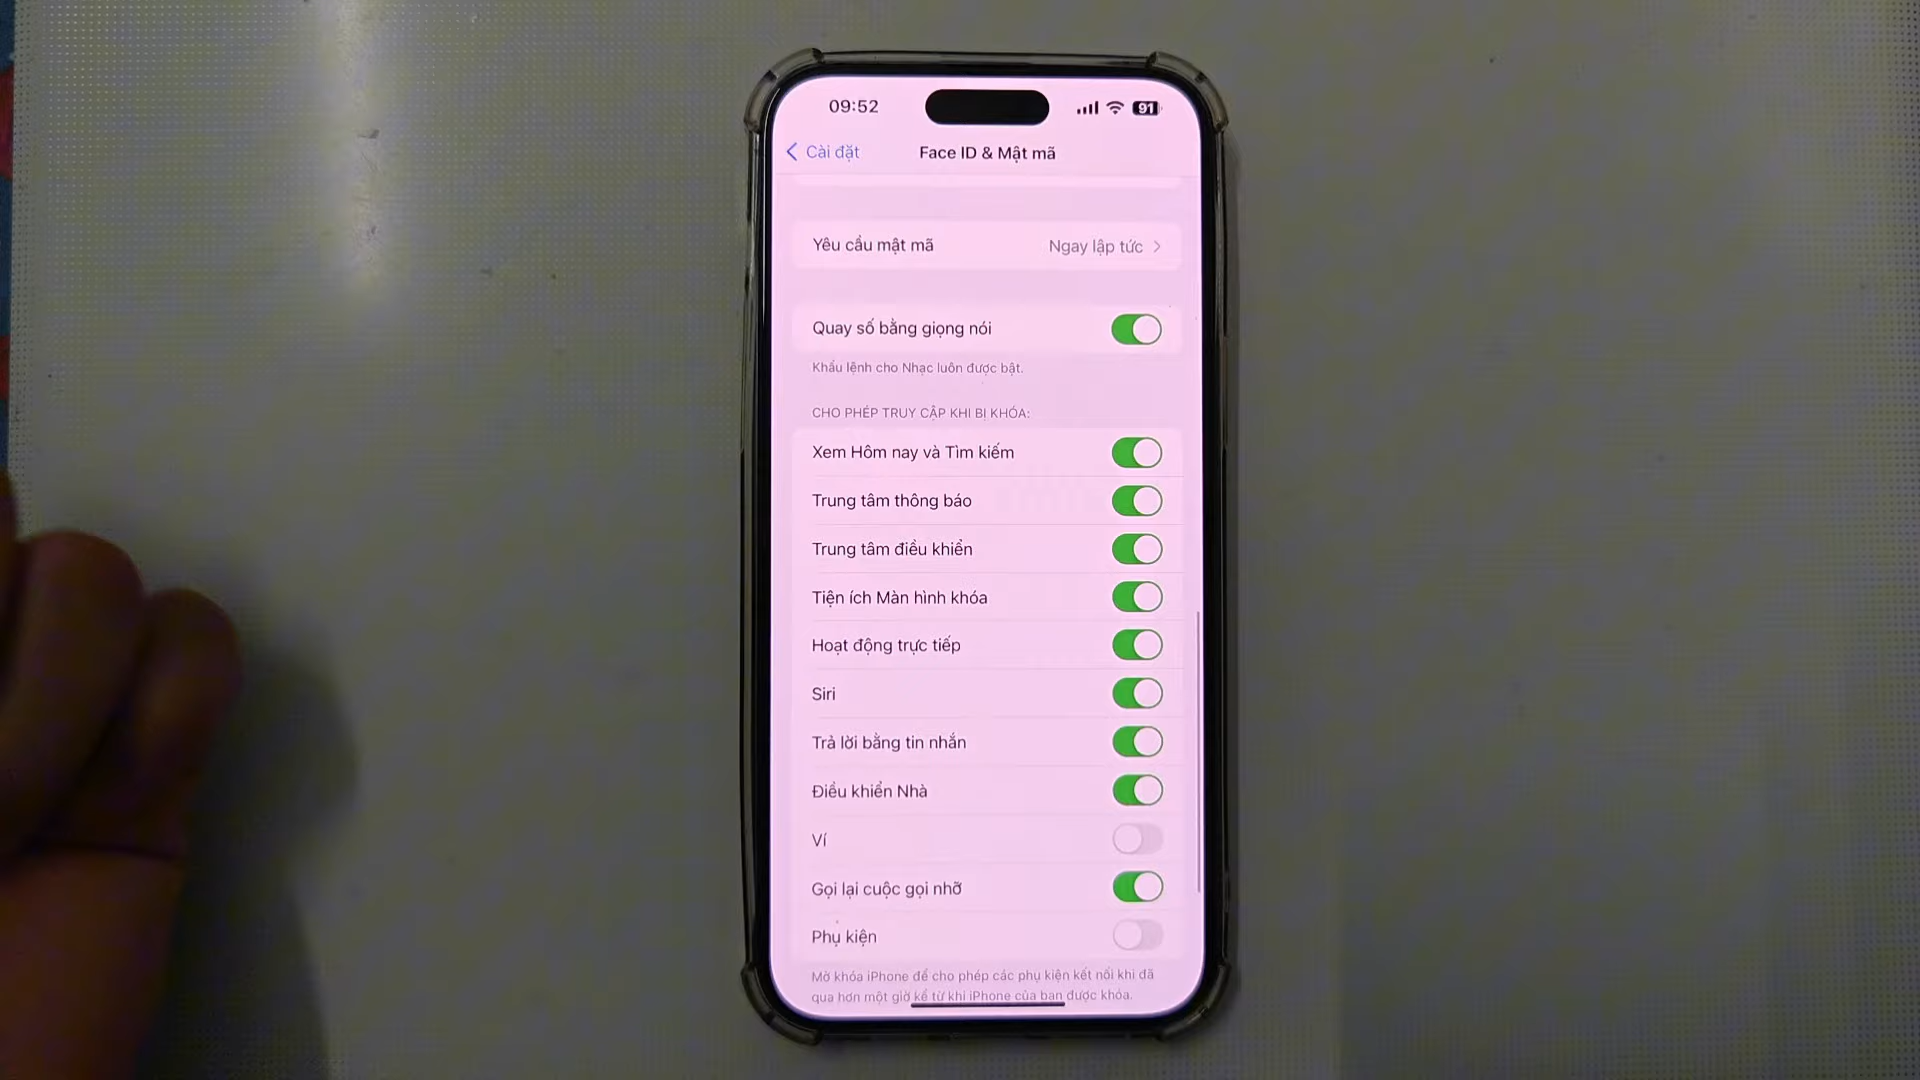 09:52
91
Cài đặt
Face ID & Mật mã
Yêu cầu mật mã
Ngay lập tức
Quay số bằng giọng nói
Khẩu lệnh cho Nhạc luôn được bật.
CHO PHÉP TRUY CẬP KHI BỊ KHÓA:
Xem Hôm nay và Tìm kiếm
Trung tâm thông báo
Trung tâm điều khiển
Tiện ích Màn hình khóa
Hoạt động trực tiếp
Siri
Trả lời bằng tin nhắn
Điều khiển Nhà
Ví
Gọi lại cuộc gọi nhỡ
Phụ kiện
Mở khóa iPhone để cho phép các phụ kiện kết nối khi đã
qua hơn một giờ kể từ khi iPhone của bạn được khóa.